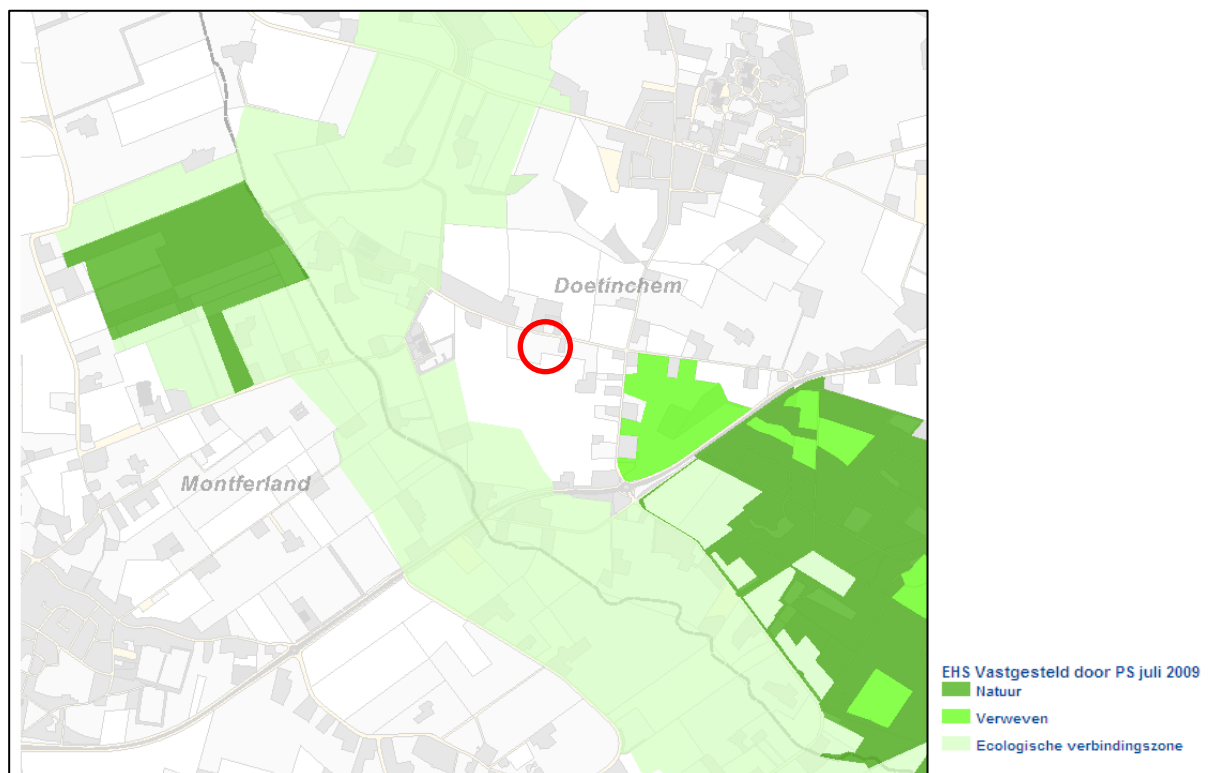 Doetinchem
Montferland
EHS Vastgesteld door PS juli 2009
Natuur
Verweven
Ecologische verbindingszone